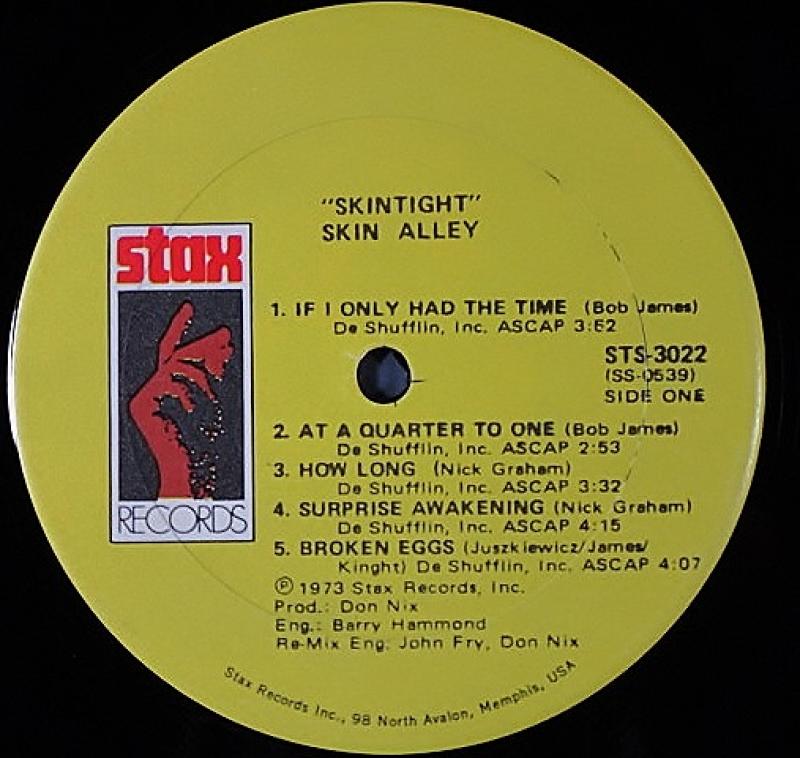 "SKINTIGHT"
SKIN ALLEY
stax
RECORDS
1. IF I ONLY HAD THE TIME (Bob James)
De Shufflin, Inc. ASCAP 3:52
STS-3022
(SS-0539)
SIDE ONE
2. AT A QUARTER TO ONE (Bob James)
De Shufflin, Inc. ASCAP 2:53
3. HOW LONG (Nick Graham)
De Shufflin, Inc. ASCAP 3:32
4. SURPRISE AWAKENING (Nick Graham)
De Shufflin, Inc. ASCAP 4:15
5. BROKEN EGGS (Juszkiewicz/James/
Kinght) De Shufflin, Inc. ASCAP 4:07
Ⓟ 1973 Stax Records, Inc.
Prod.: Don Nix
Eng.: Barry Hammond
Re-Mix Eng: John Fry, Don Nix
Stax Records Inc., 98 North Avalon, Memphis, USA